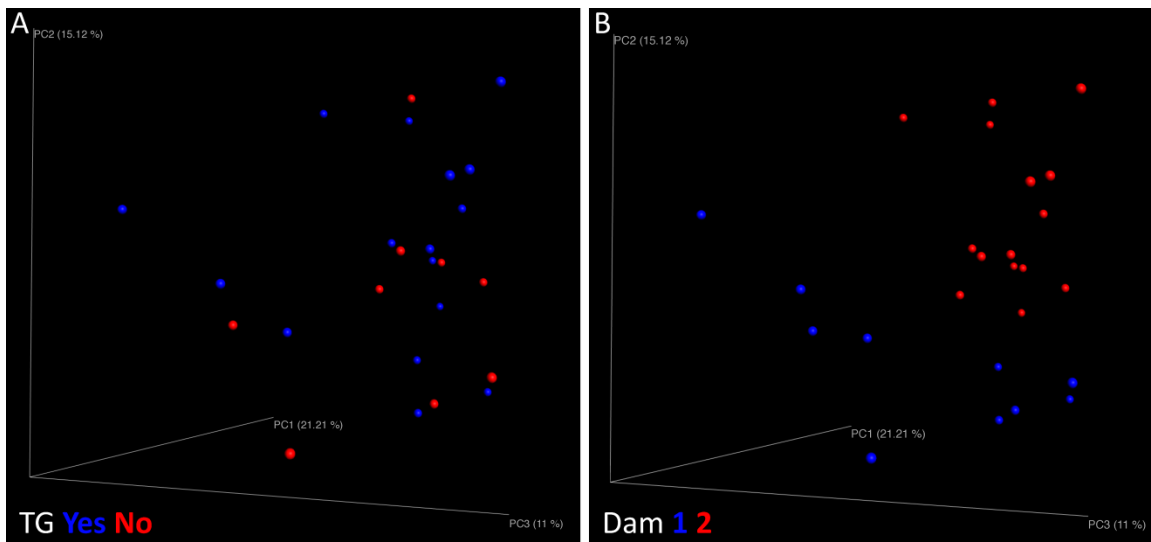 A
PC2 (15.12 %)
PC1 (21.21 %)
PC3 (11 %)
TG Yes No
B
PC2 (15.12 %)
PC1 (21.21 %)
PC3 (11 %)
Dam 1 2